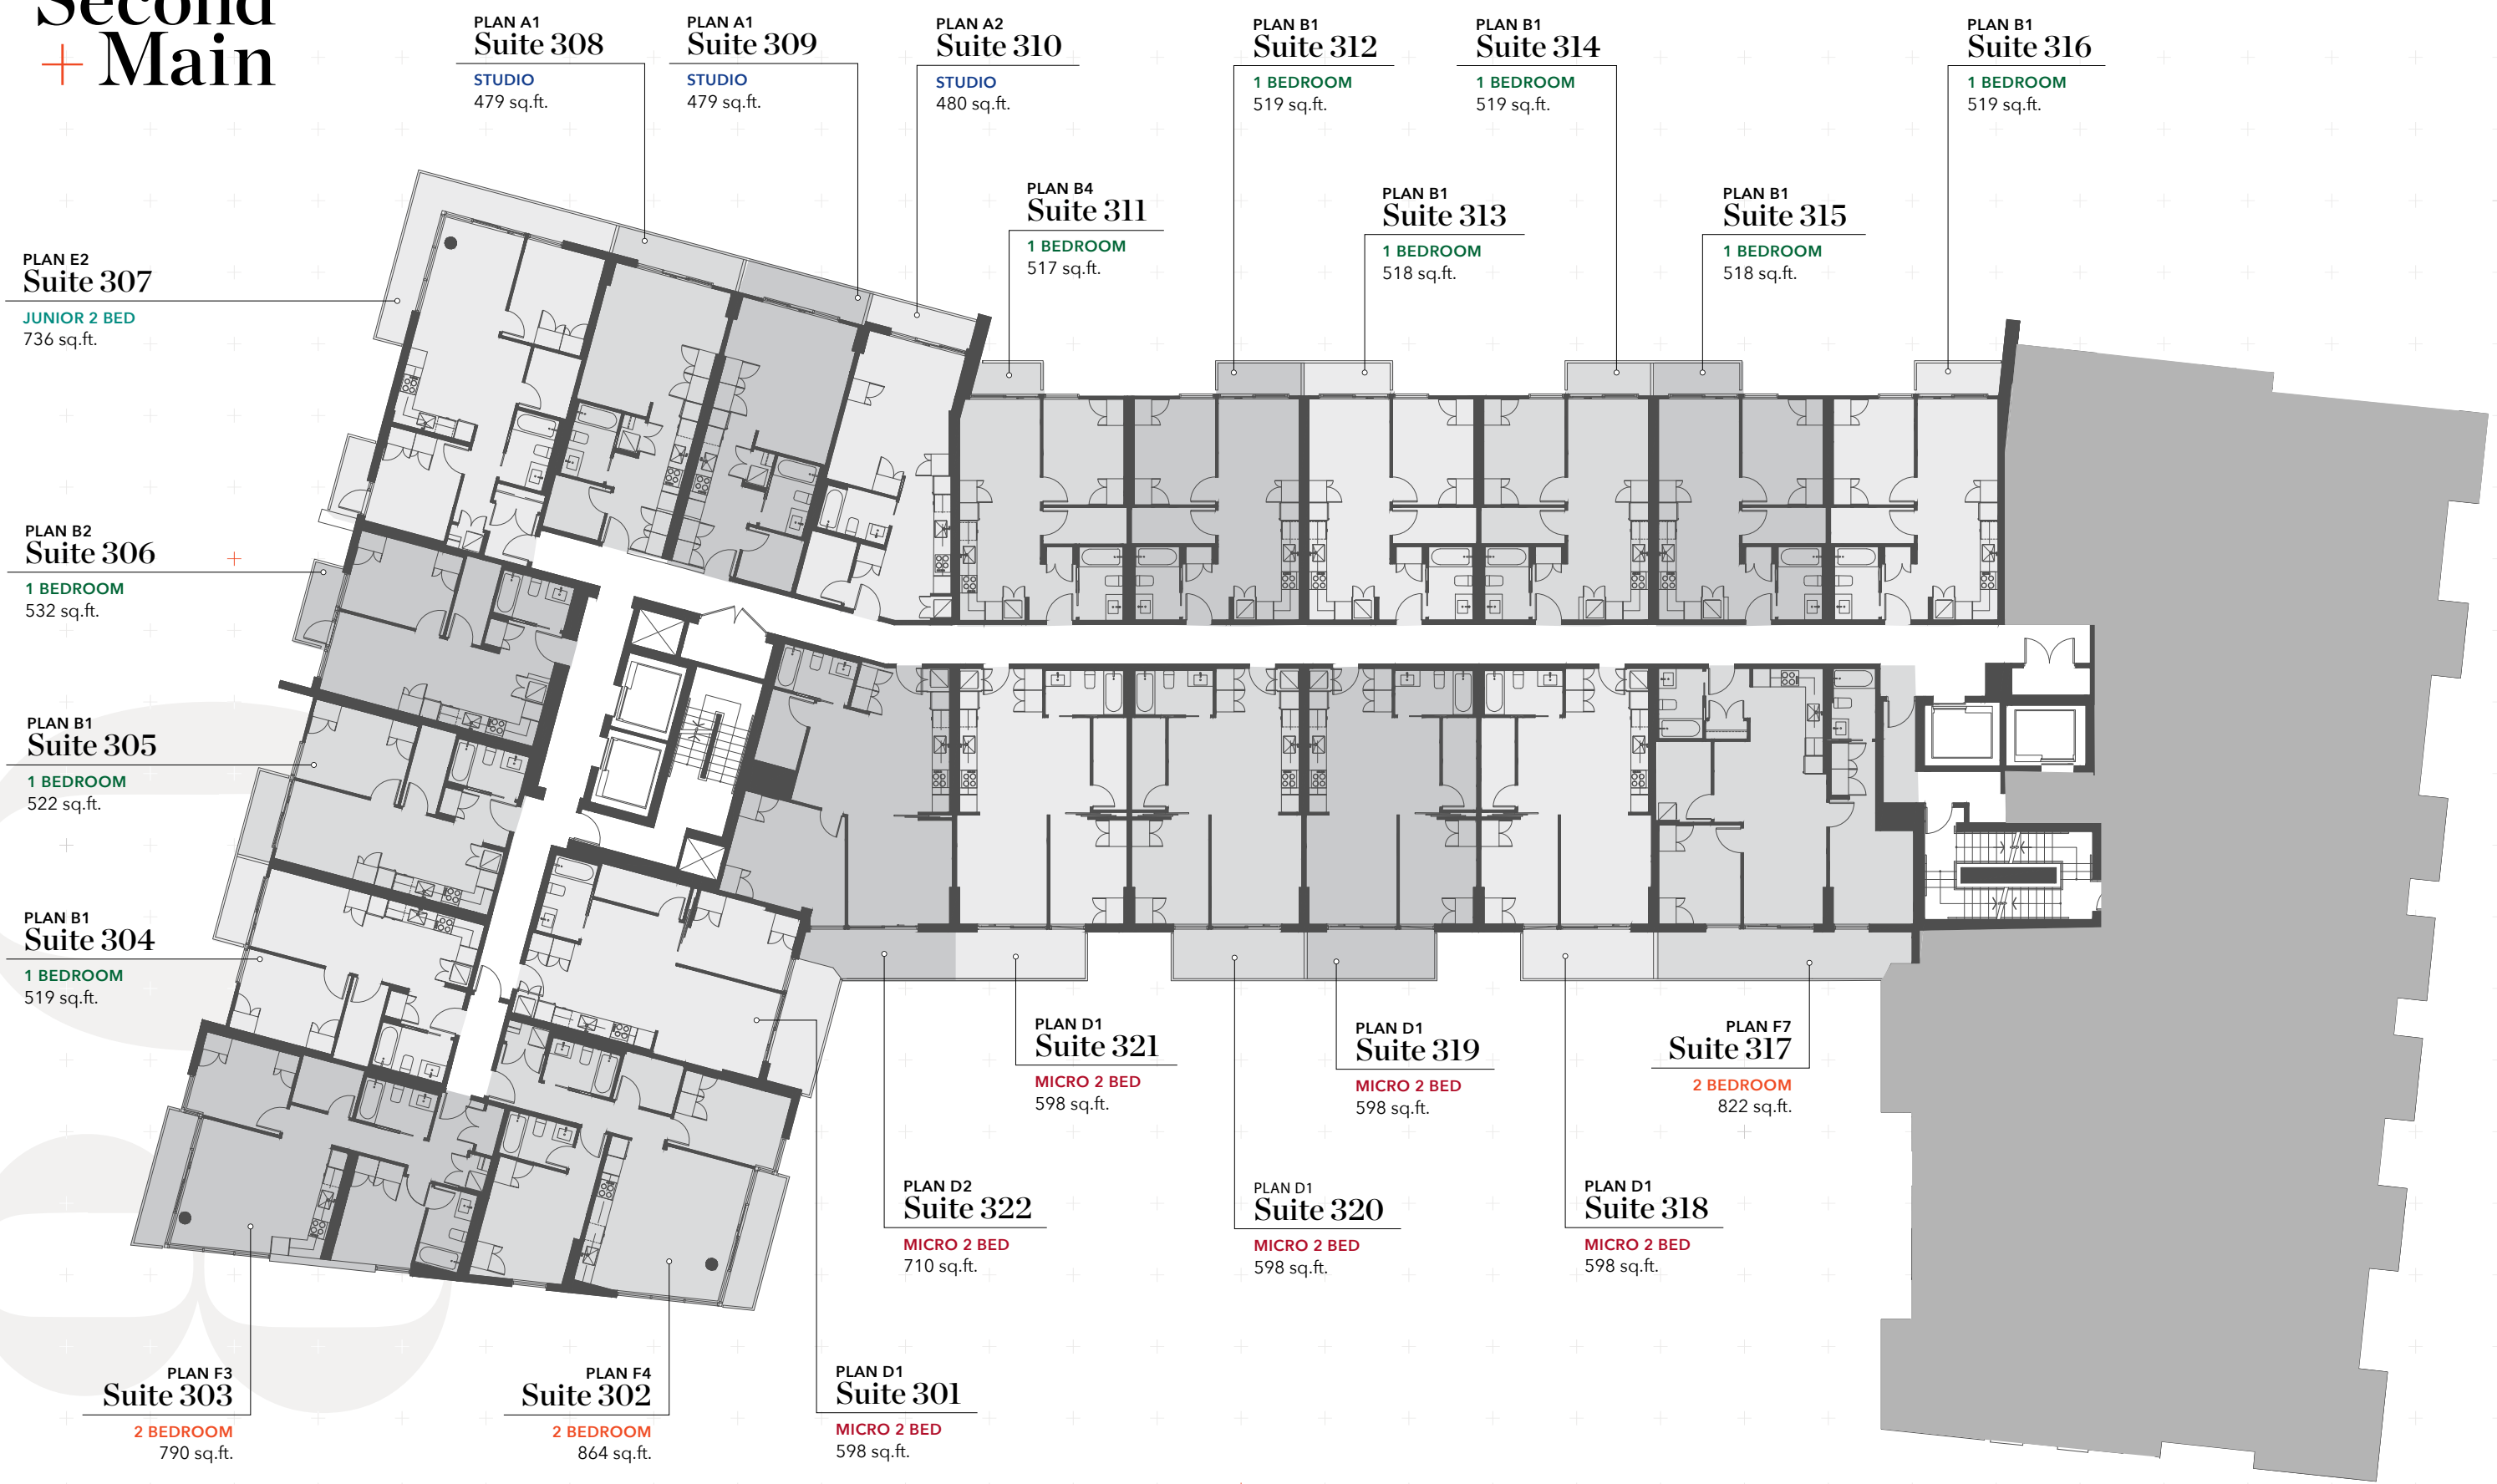 Second
+ Main
PLAN A1
Suite 308
STUDIO
479 sq.ft.
PLAN A1
Suite 309
STUDIO
479 sq.ft.
PLAN A2
Suite 310
STUDIO
480 sq.ft.
PLAN B1
Suite 312
1 BEDROOM
519 sq.ft.
PLAN B1
Suite 314
1 BEDROOM
519 sq.ft.
PLAN B1
Suite 316
1 BEDROOM
519 sq.ft.
PLAN B4
Suite 311
1 BEDROOM
517 sq.ft.
PLAN B1
Suite 313
1 BEDROOM
518 sq.ft.
PLAN B1
Suite 315
1 BEDROOM
518 sq.ft.
PLAN E2
Suite 307
JUNIOR 2 BED
736 sq.ft.
PLAN B2
Suite 306
1 BEDROOM
532 sq.ft.
PLAN B1
Suite 305
1 BEDROOM
522 sq.ft.
PLAN B1
Suite 304
1 BEDROOM
519 sq.ft.
PLAN D1
Suite 321
MICRO 2 BED
598 sq.ft.
PLAN D1
Suite 319
MICRO 2 BED
598 sq.ft.
PLAN F7
Suite 317
2 BEDROOM
822 sq.ft.
PLAN D2
Suite 322
MICRO 2 BED
710 sq.ft.
PLAN D1
Suite 320
MICRO 2 BED
598 sq.ft.
PLAN D1
Suite 318
MICRO 2 BED
598 sq.ft.
PLAN F3
Suite 303
2 BEDROOM
790 sq.ft.
PLAN F4
Suite 302
2 BEDROOM
864 sq.ft.
PLAN D1
Suite 301
MICRO 2 BED
598 sq.ft.